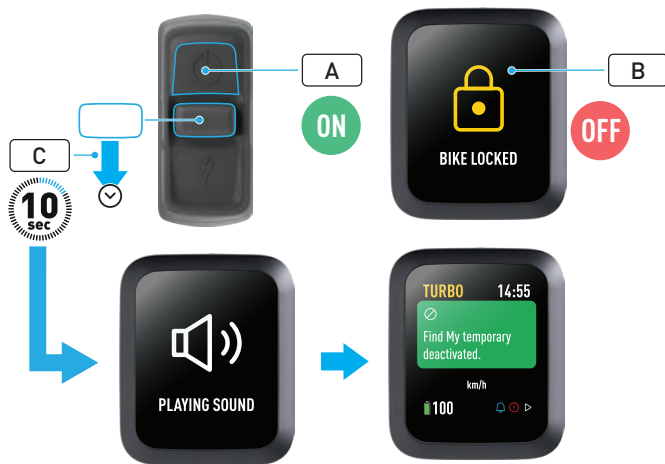 A
ON
BIKE LOCKED
B
OFF
C
10
sec
PLAYING SOUND
TURBO 14:55
Find My temporary
deactivated.
km/h
100